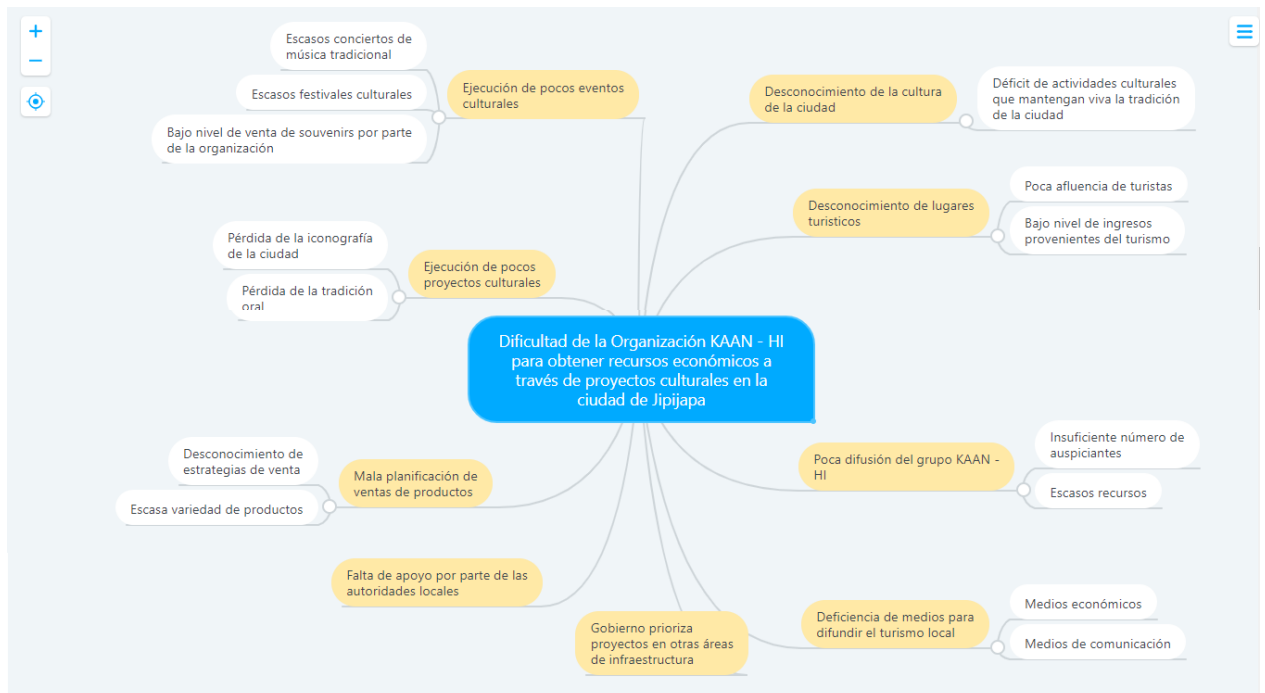 Escasos conciertos de
música tradicional
Escasos festivales culturales
Bajo nivel de venta de souvenirs por parte
de la organización
Ejecución de pocos eventos
culturales
Desconocimiento de la cultura
de la ciudad
Déficit de actividades culturales
que mantengan viva la tradición
de la ciudad
Desconocimiento de lugares
turisticos
Poca afluencia de turistas
Bajo nivel de ingresos
provenientes del turismo
Pérdida de la iconografía
de la ciudad
Pérdida de la tradición
oral
Ejecución de pocos
proyectos culturales
Dificultad de la Organización KAAN - HI
para obtener recursos económicos a
través de proyectos culturales en la
ciudad de Jipijapa
Desconocimiento de
estrategias de venta
Escasa variedad de productos
Mala planificación de
ventas de productos
Poca difusión del grupo KAAN -
HI
Insuficiente número de
auspiciantes
Escasos recursos
Falta de apoyo por parte de las
autoridades locales
Gobierno prioriza
proyectos en otras áreas
de infraestructura
Deficiencia de medios para
difundir el turismo local
Medios económicos
Medios de comunicación